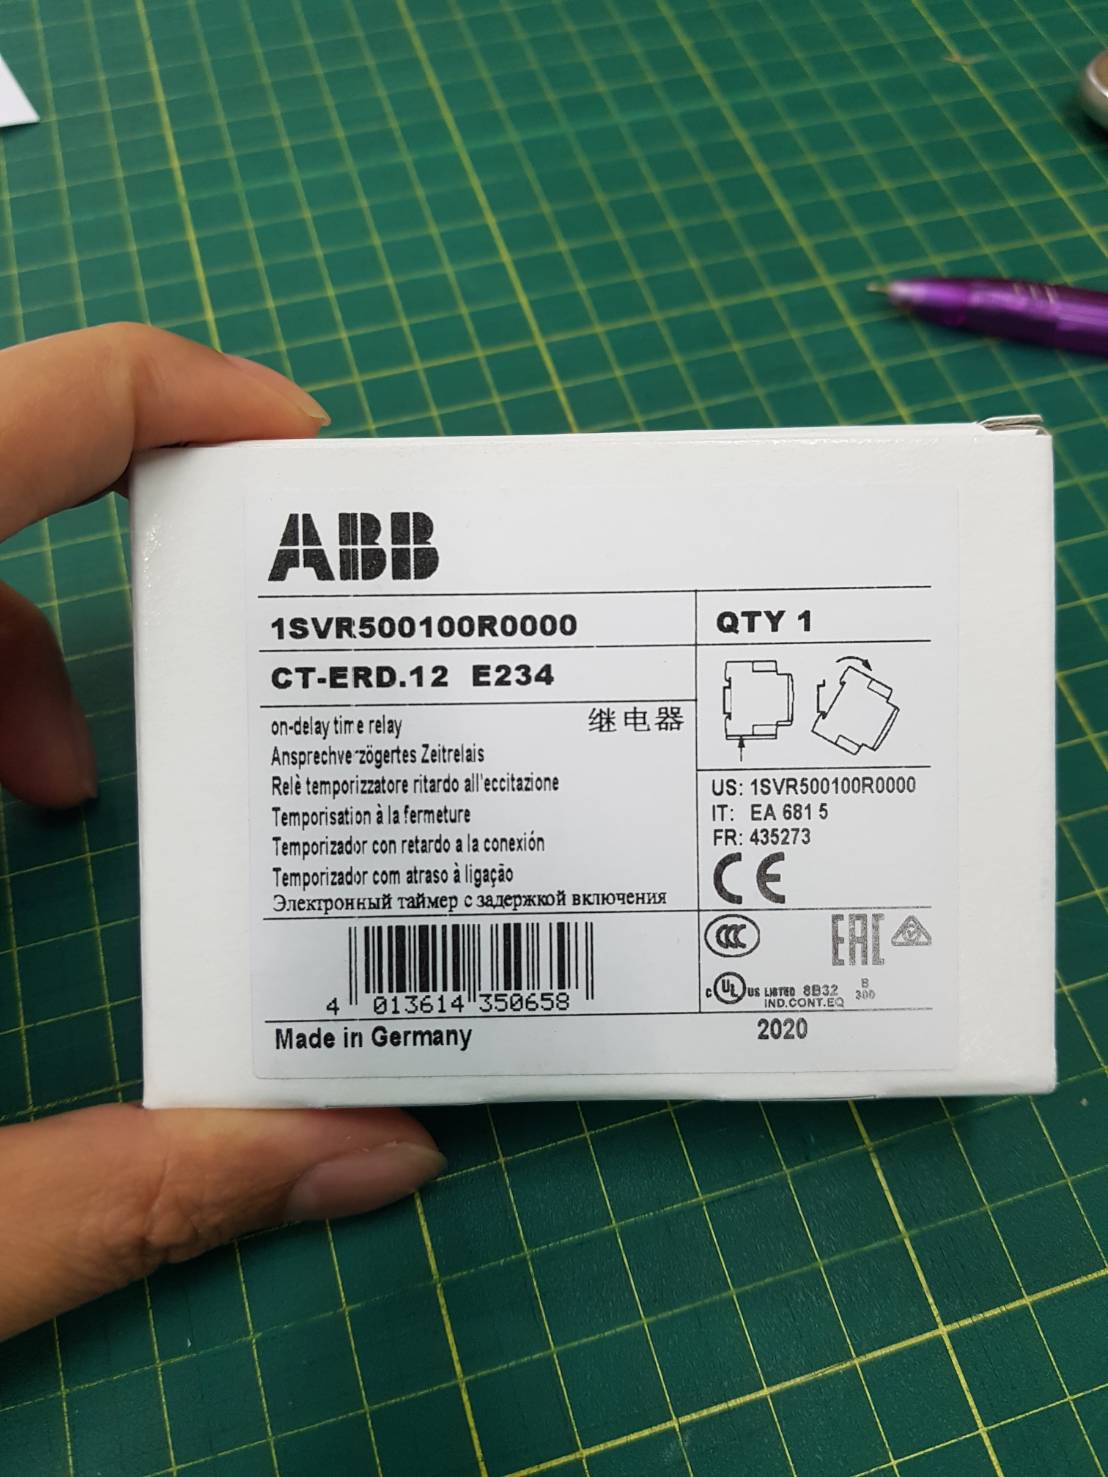 ABB
1SVR500100R0000
QTY 1
CT-ERD.12 E234
on-delay time relay
继电器
Ansprechverzögertes Zeitrelais
Relè temporizzatore ritardo all'eccitazione
Temporisation à la fermeture
Temporizador con retardo a la conexión
Temporizador com atraso à ligação
Электронный таймер с задержкой включения
US: 1SVR500100R0000
IT: EA 681 5
FR: 435273
CE
CCC
EAC
c UL US LISTED 8B32
IND.CONT.EQ
B
300
4 013614 350658
Made in Germany
2020